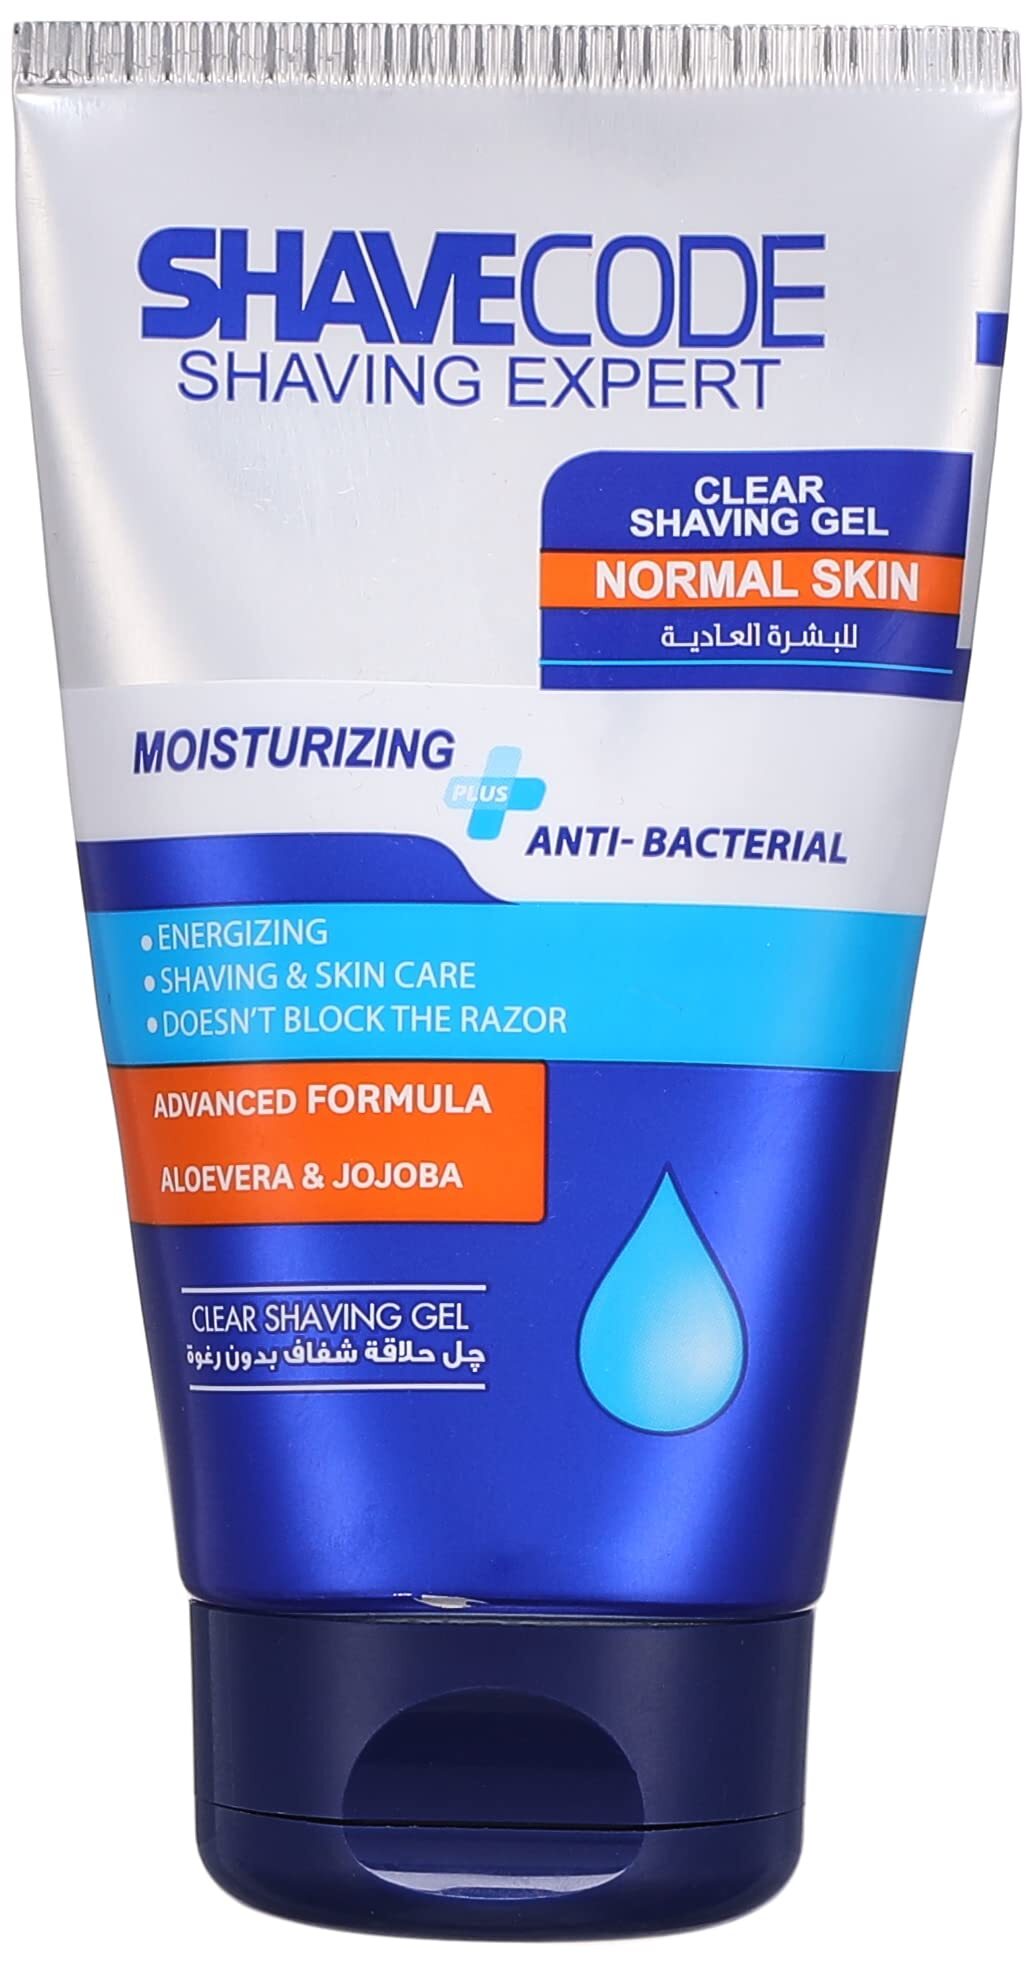 SHAVECODE
SHAVING EXPERT
CLEAR
SHAVING GEL
NORMAL SKIN
للبشرة العادية
MOISTURIZING
PLUS
ANTI-BACTERIAL
• ENERGIZING
• SHAVING & SKIN CARE
• DOESN'T BLOCK THE RAZOR
ADVANCED FORMULA
ALOEVERA & JOJOBA
CLEAR SHAVING GEL
چل حلاقة شفاف بدون رغوة